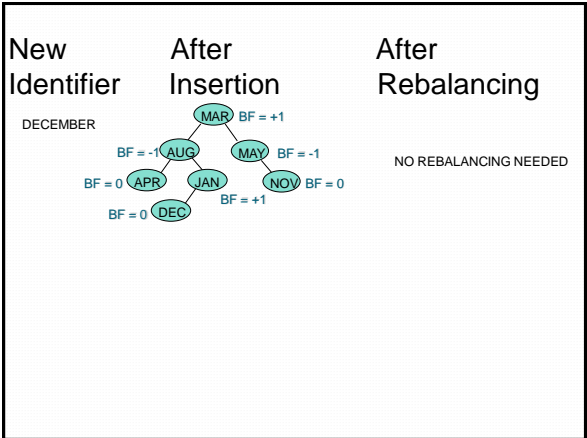 New After After
Identifier Insertion Rebalancing
DECEMBER
MAR BF = +1
BF = -1 AUG MAY BF = -1
NO REBALANCING NEEDED
BF = 0 APR JAN NOV BF = 0
BF = +1
BF = 0 DEC